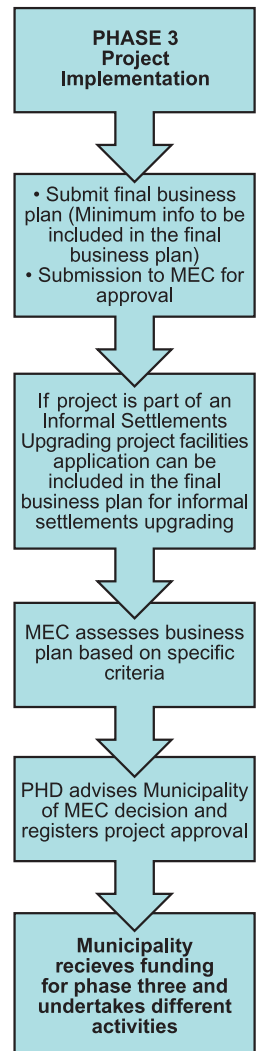 PHASE 3
Project
Implementation
• Submit final business
plan (Minimum info to be
included in the final
business plan)
• Submission to MEC for
approval
If project is part of an
Informal Settlements
Upgrading project facilities
application can be
included in the final
business plan for informal
settlements upgrading
MEC assesses business
plan based on specific
criteria
PHD advises Municipality
of MEC decision and
registers project approval
Municipality
recieves funding
for phase three and
undertakes different
activities